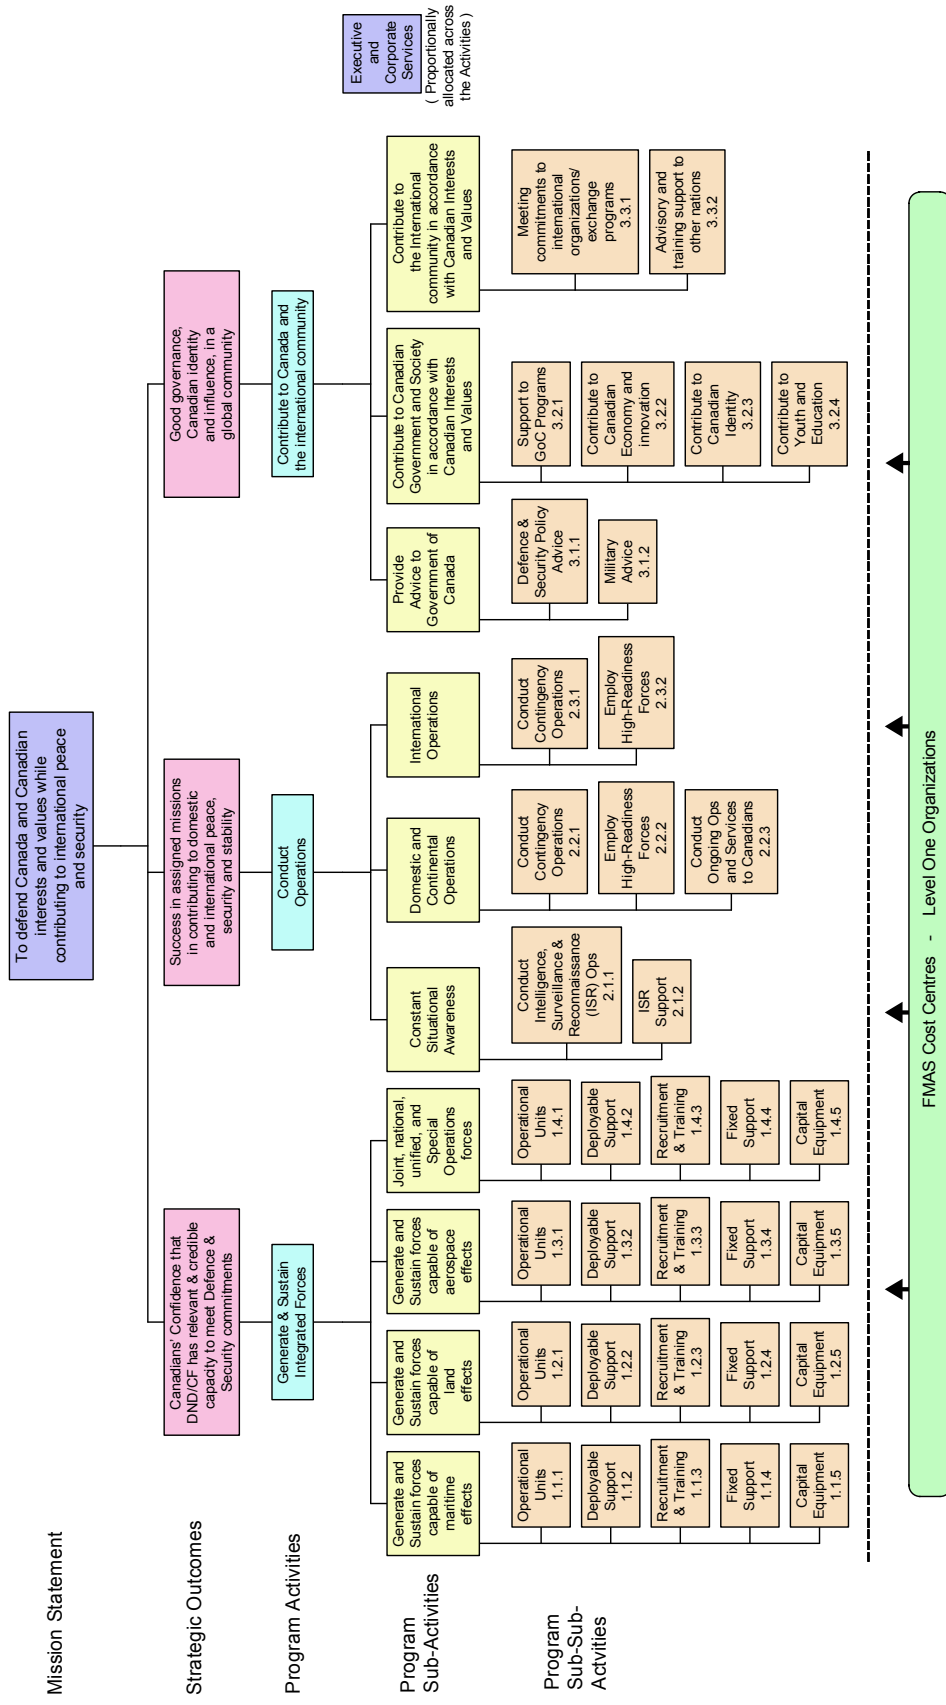 Mission Statement
To defend Canada and Canadian
interests and values while
contributing to international peace
and security
Strategic Outcomes
Canadians' Confidence that
DND/CF has relevant & credible
capacity to meet Defence &
Security commitments
Success in assigned missions
in contributing to domestic
and international peace,
security and stability
Good governance,
Canadian identity
and influence, in a
global community
Program Activities
Generate & Sustain
Integrated Forces
Conduct
Operations
Contribute to Canada and
the international community
Executive
and
Corporate
Services
( Proportionally
allocated across
the Activities )
Program
Sub-Activities
Generate and
Sustain forces
capable of
maritime
effects
Generate and
Sustain forces
capable of
land
effects
Generate and
Sustain forces
capable of
aerospace
effects
Joint, national,
unified, and
Special
Operations
forces
Constant
Situational
Awareness
Domestic and
Continental
Operations
International
Operations
Provide
Advice to
Government of
Canada
Contribute to Canadian
Government and Society
in accordance with
Canadian Interests
and Values
Contribute to
the International
community in accordance
with Canadian Interests
and Values
Program
Sub-Sub-
Actvities
Operational
Units
1.1.1
Deployable
Support
1.1.2
Recruitment
& Training
1.1.3
Fixed
Support
1.1.4
Capital
Equipment
1.1.5
Operational
Units
1.2.1
Deployable
Support
1.2.2
Recruitment
& Training
1.2.3
Fixed
Support
1.2.4
Capital
Equipment
1.2.5
Operational
Units
1.3.1
Deployable
Support
1.3.2
Recruitment
& Training
1.3.3
Fixed
Support
1.3.4
Capital
Equipment
1.3.5
Operational
Units
1.4.1
Deployable
Support
1.4.2
Recruitment
& Training
1.4.3
Fixed
Support
1.4.4
Capital
Equipment
1.4.5
Conduct
Intelligence,
Surveillance &
Reconnaissance
(ISR) Ops
2.1.1
ISR
Support
2.1.2
Conduct
Contingency
Operations
2.2.1
Employ
High-Readiness
Forces
2.2.2
Conduct
Ongoing Ops
and Services
to Canadians
2.2.3
Conduct
Contingency
Operations
2.3.1
Employ
High-Readiness
Forces
2.3.2
Defence &
Security Policy
Advice
3.1.1
Military
Advice
3.1.2
Support to
GoC Programs
3.2.1
Contribute to
Canadian
Economy and
innovation
3.2.2
Contribute to
Canadian
Identity
3.2.3
Contribute to
Youth and
Education
3.2.4
Meeting
commitments to
international
organizations/
exchange
programs
3.3.1
Advisory and
training support to
other nations
3.3.2
FMAS Cost Centres - Level One Organizations